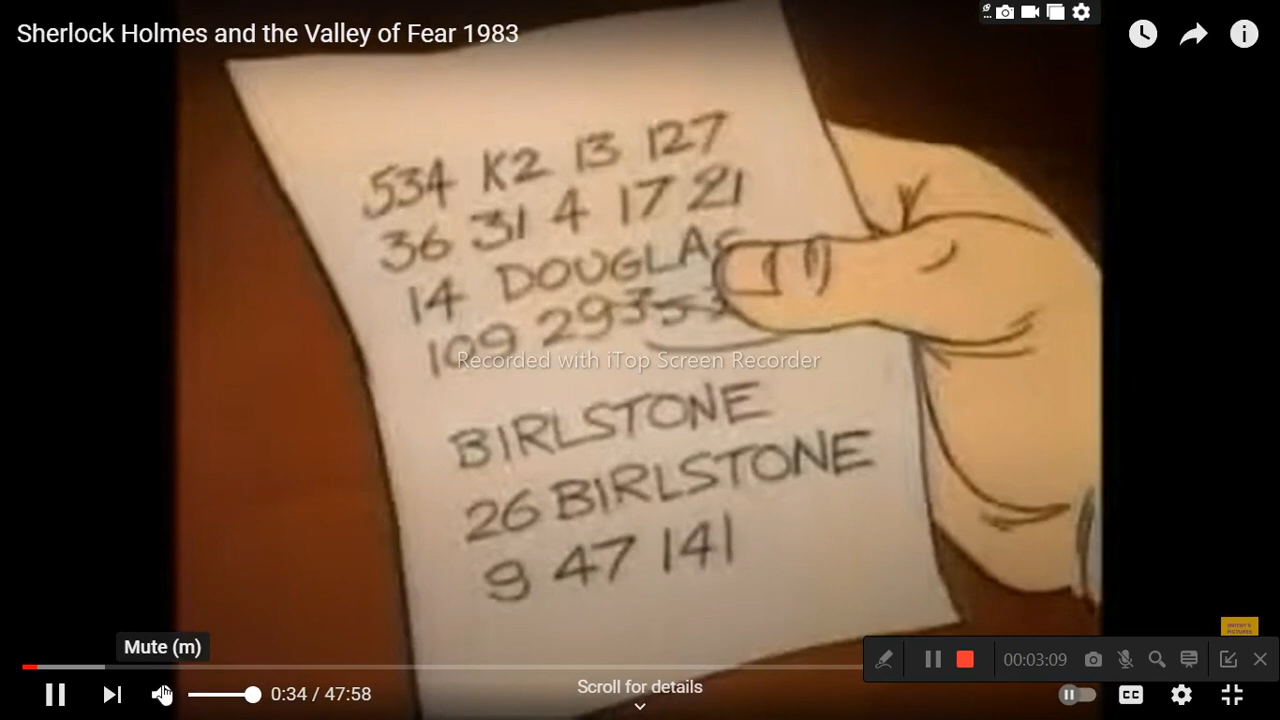 Sherlock Holmes and the Valley of Fear 1983
534 K2 13 127
36 31 4 17 21
14 DOUGLAS
109 293
Recorded with iTop Screen Recorder
BIRLSTONE
26 BIRLSTONE
9 47 141
Mute (m)
00:03:09
0:34 / 47:58
Scroll for details
CC